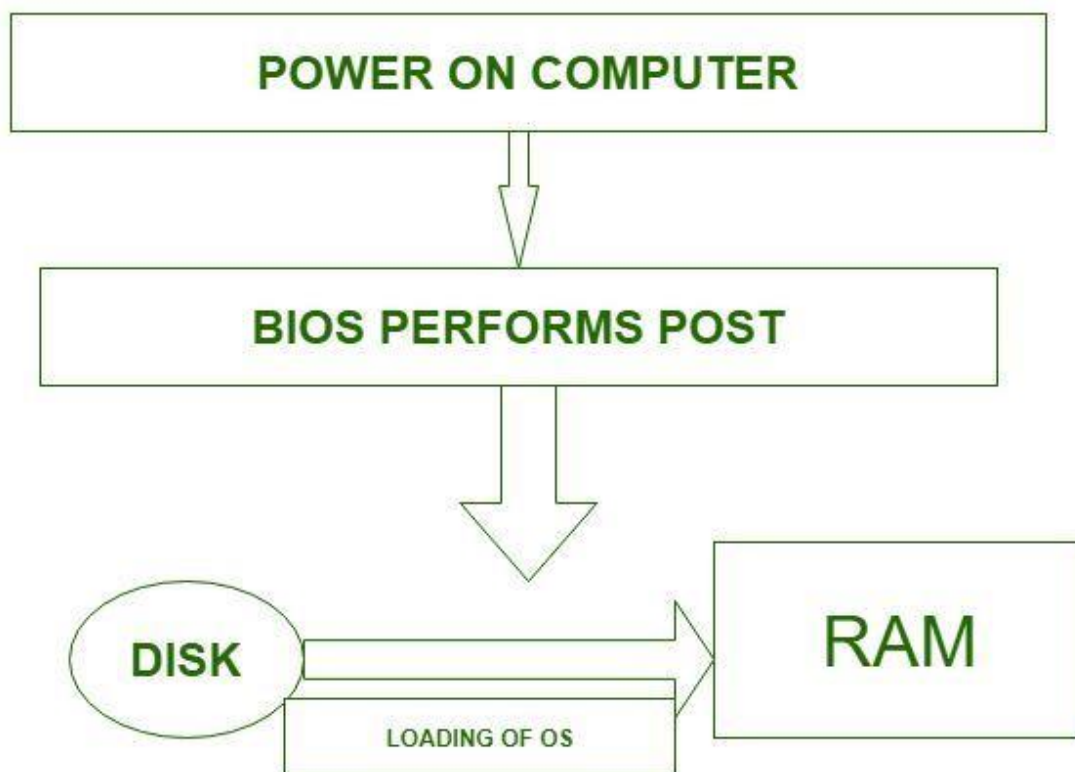 POWER ON COMPUTER
BIOS PERFORMS POST
DISK
RAM
LOADING OF OS